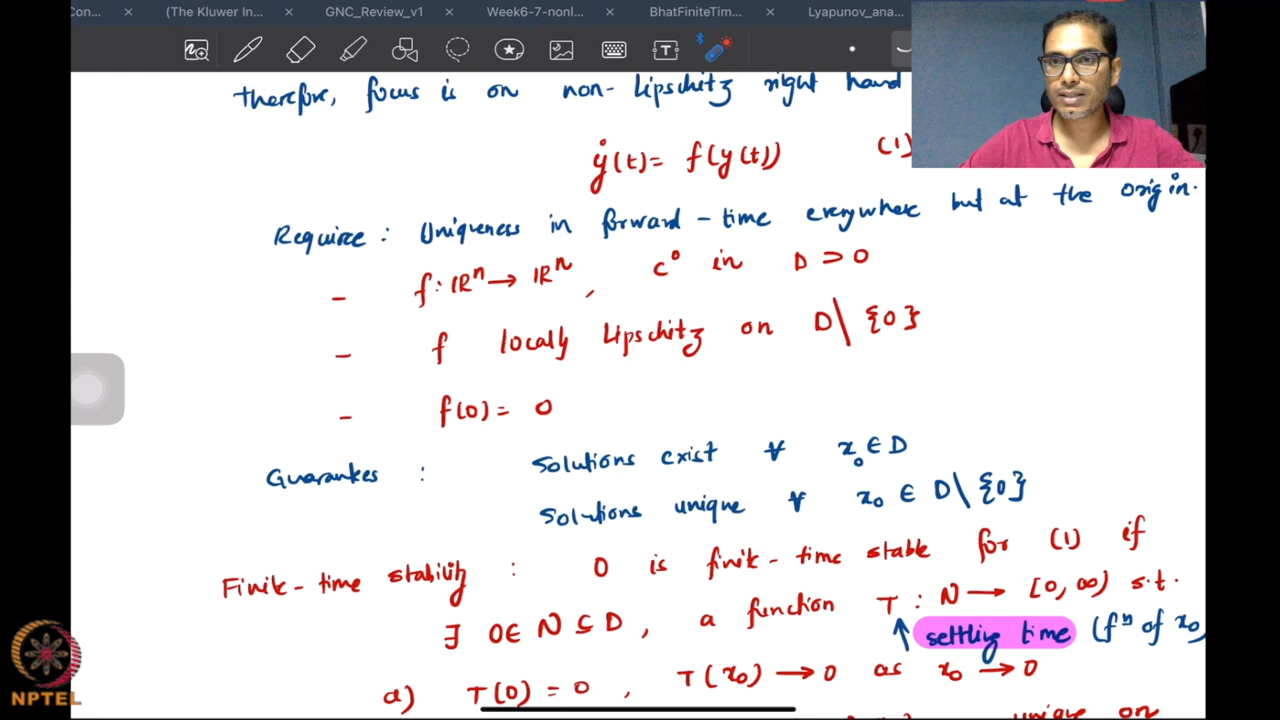 Con... (The Kluwer In... GNC_Review_v1 Week6-7-nonl... BhatFiniteTim... Lyapunov_ana...
therefore, focus is on non-Lipschitz right hand
ẏ(t) = f(y(t)) (1)
Require : Uniqueness in forward-time everywhere but at the origin.
- f: ℝⁿ → ℝⁿ, C⁰ in D ⊃ 0
- f locally Lipschitz on D\{0}
- f(0) = 0
Guarantees : Solutions exist ∀ x₀ ∈ D
Solutions unique ∀ x₀ ∈ D\{0}
Finite-time stability : 0 is finite-time stable for (1) if
∃ 0 ∈ N ⊆ D, a function T : N → [0, ∞) s.t.
settling time (fⁿ of x₀)
a) T(0) = 0, T(x₀) → 0 as x₀ → 0
unique on
NPTEL